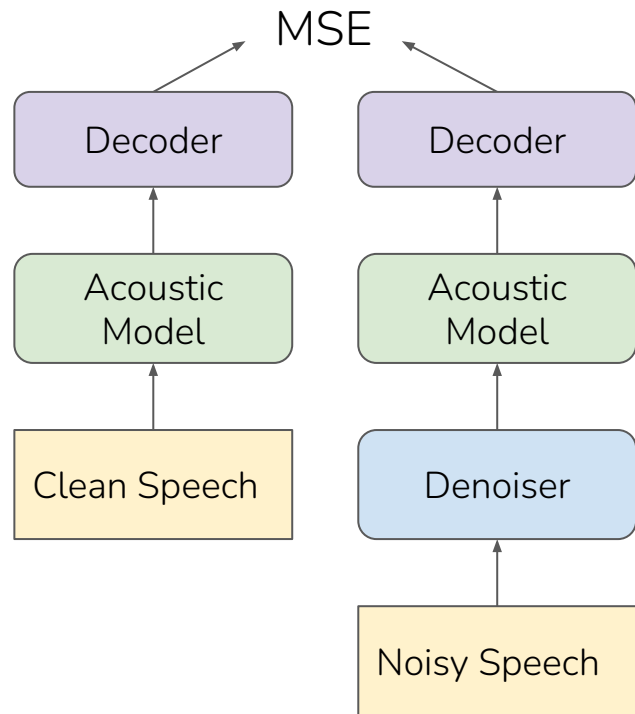 MSE
Decoder
Decoder
Acoustic
Model
Acoustic
Model
Clean Speech
Denoiser
Noisy Speech